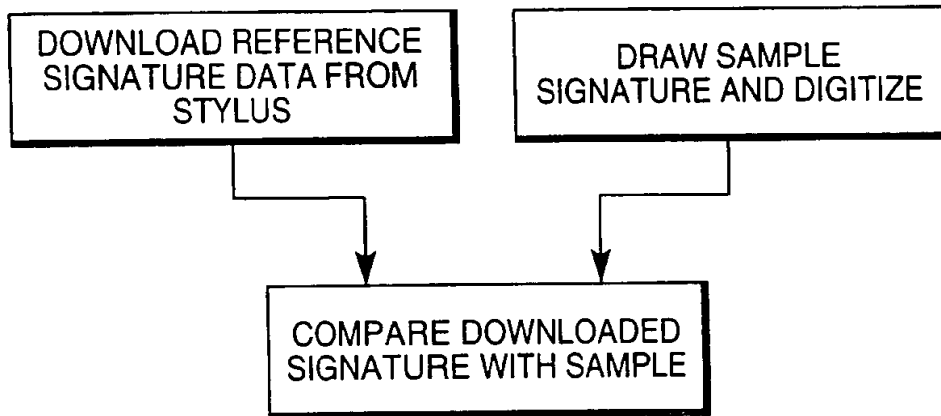 DOWNLOAD REFERENCE
SIGNATURE DATA FROM
STYLUS
DRAW SAMPLE
SIGNATURE AND DIGITIZE
COMPARE DOWNLOADED
SIGNATURE WITH SAMPLE